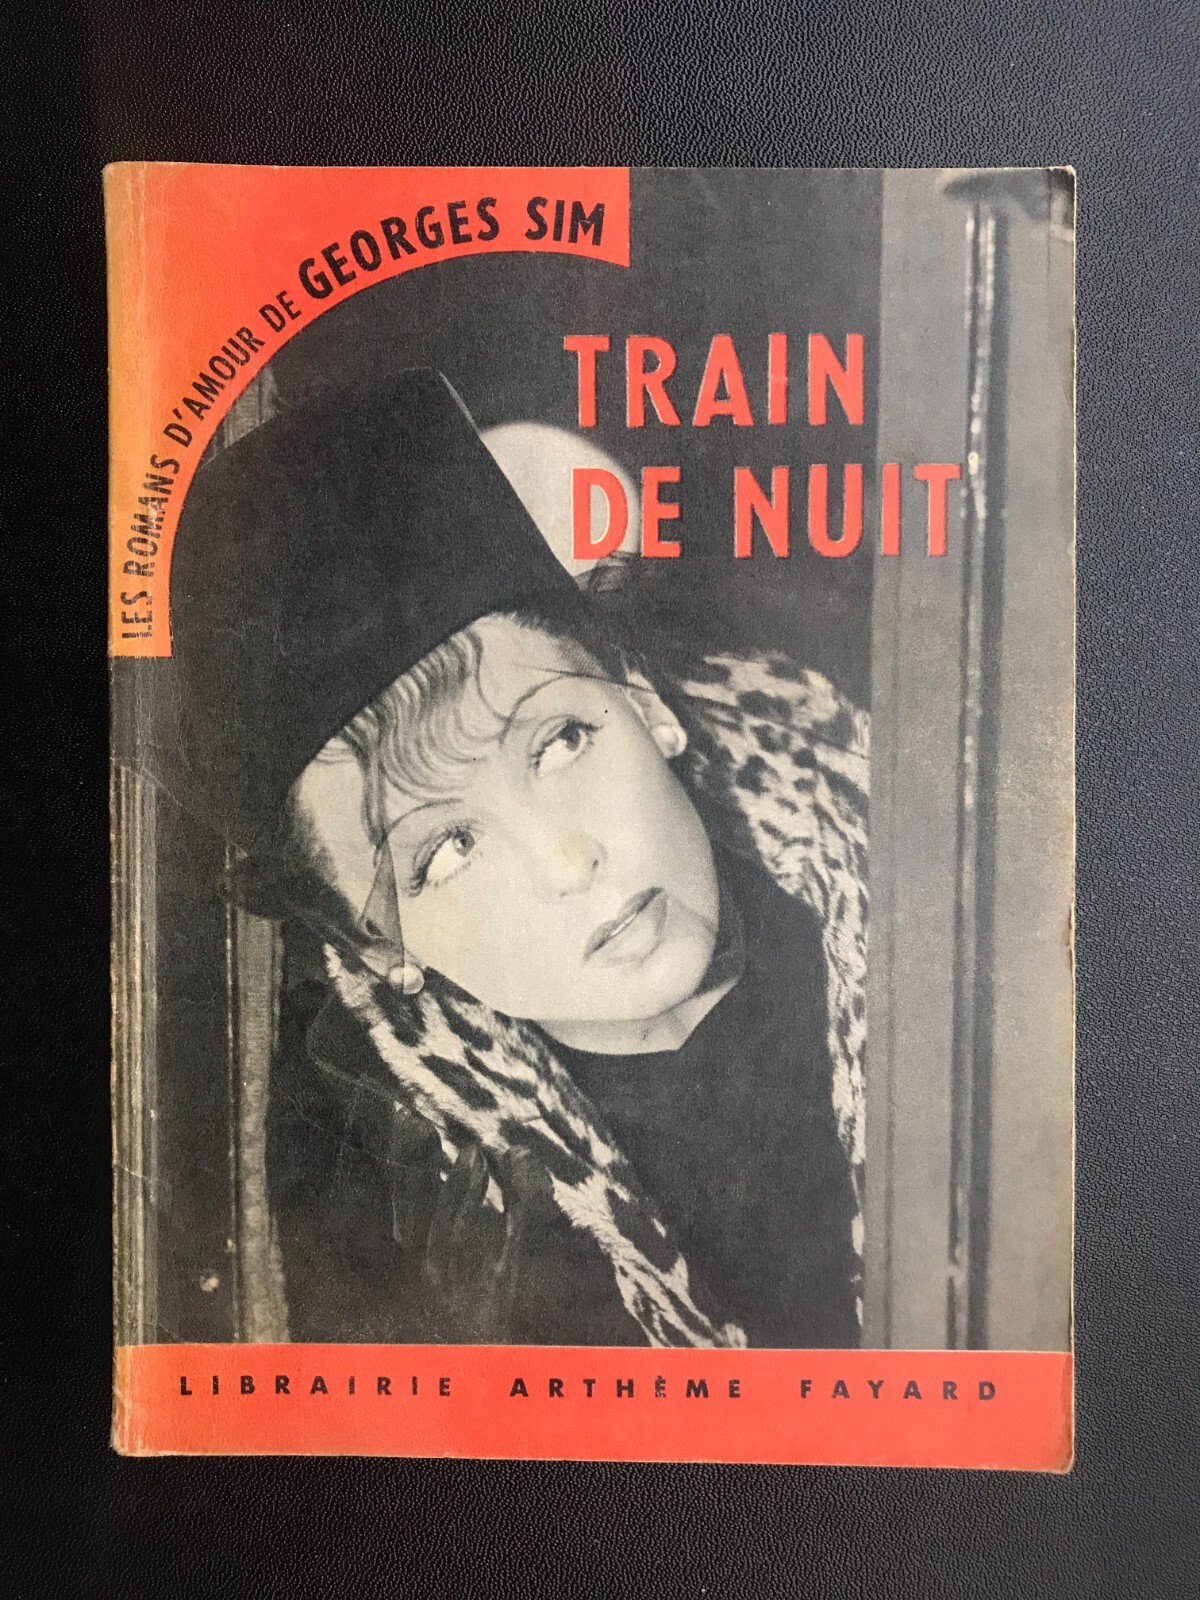 LES ROMANS D'AMOUR DE GEORGES SIM
TRAIN
DE NUIT
LIBRAIRIE ARTHÈME FAYARD